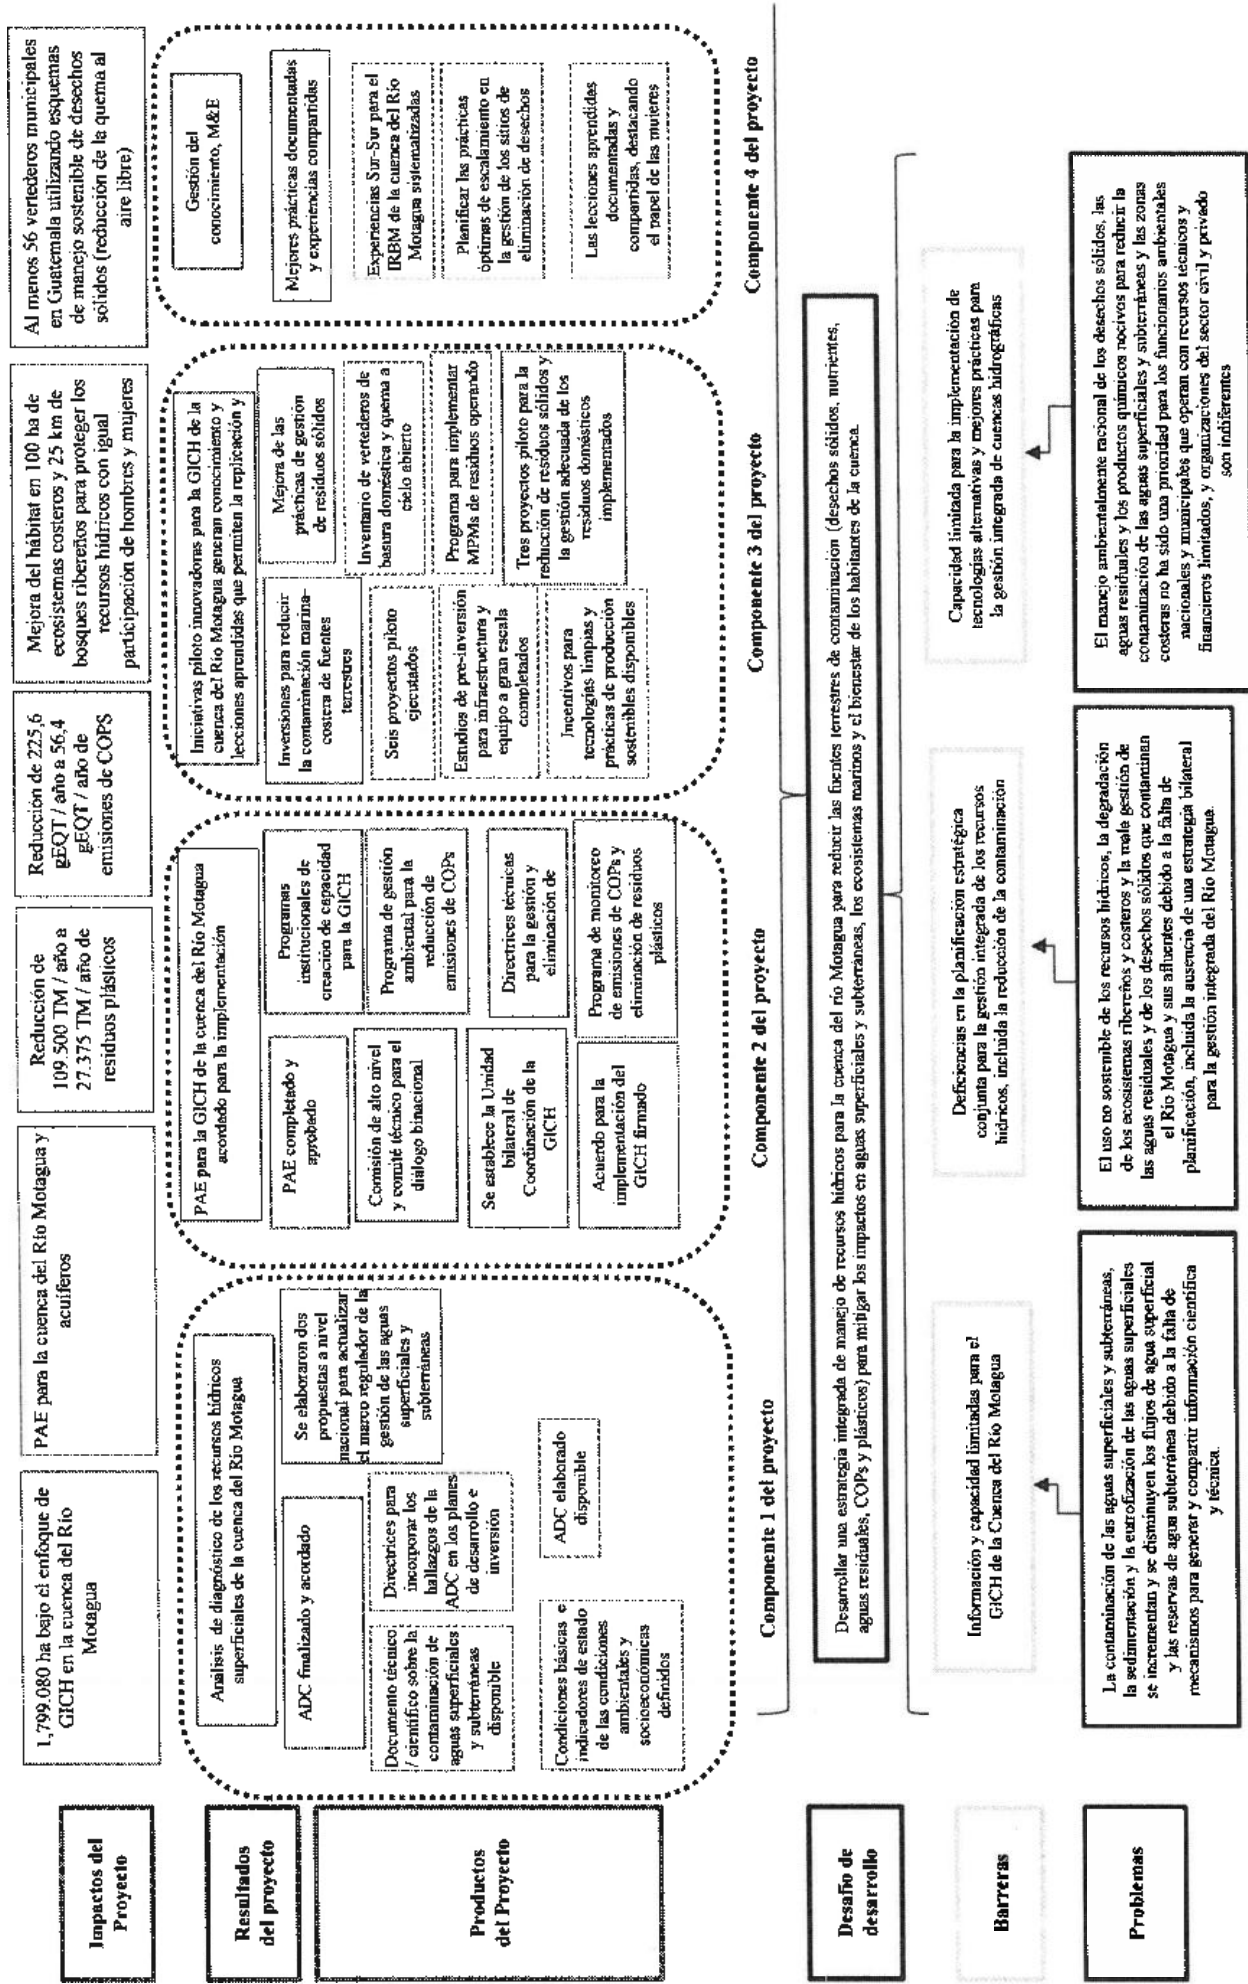 Impactos del
Proyecto
1,799.080 ha bajo el enfoque de
GICH en la cuenca del Río
Motagua
PAE para la cuenca del Río Motagua y
acuíferos
Reducción de
109.500 TM / año a
27.375 TM / año de
residuos plásticos
Reducción de 225,6
gEQT / año a 56,4
gEQT / año de
emisiones de COPS
Mejora del hábitat en 100 ha de
ecosistemas costeros y 25 km de
bosques ribereños para proteger los
recursos hídricos con igual
participación de hombres y mujeres
Al menos 56 vertederos municipales
en Guatemala utilizando esquemas
de manejo sostenible de desechos
sólidos (reducción de la quema al
aire libre)
Resultados
del proyecto
Productos
del Proyecto
Análisis de diagnóstico de los recursos hídricos
superficiales de la cuenca del Río Motagua
ADC finalizado y acordado
Se elaboraron dos
propuestas a nivel
nacional para actualizar
el marco regulador de la
gestión de las aguas
superficiales y
subterráneas
Documento técnico
/ científico sobre la
contaminación de
aguas superficiales
y subterráneas
disponible
Directrices para
incorporar los
hallazgos de la
ADC en los planes
de desarrollo e
inversión
Condiciones básicas e
indicadores de estado
de las condiciones
ambientales y
socioeconómicas
definidos
ADC elaborado
disponible
PAE para la GICH de la cuenca del Río Motagua
acordado para la implementación
PAE completado y
aprobado
Programas
institucionales de
creación de capacidad
para la GICH
Comisión de alto nivel
y comité técnico para el
diálogo binacional
Programa de gestión
ambiental para la
reducción de
emisiones de COPs
Se establece la Unidad
bilateral de
Coordinación de la
GICH
Directrices técnicas
para la gestión y
eliminación de
Acuerdo para la
implementación del
GICH firmado
Programa de monitoreo
de emisiones de COPs y
eliminación de residuos
plásticos
Iniciativas piloto innovadoras para la GICH de la
cuenca del Río Motagua generan conocimiento y
lecciones aprendidas que permiten la replicación y
Inversiones para reducir
la contaminación marina-
costera de fuentes
terrestres
Mejora de las
prácticas de gestión
de residuos sólidos
Seis proyectos piloto
ejecutados
Inventario de vertederos de
basura doméstica y quema a
cielo abierto
Estudios de pre-inversión
para infraestructura y
equipo a gran escala
completados
Programa para implementar
MPMs de residuos operando
Incentivos para
tecnologías limpias y
prácticas de producción
sostenibles disponibles
Tres proyectos piloto para la
reducción de residuos sólidos y
la gestión adecuada de los
residuos domésticos
implementados
Gestión del
conocimiento, M&E
Mejores prácticas documentadas
y experiencias compartidas
Experiencias Sur-Sur para el
IRBM de la cuenca del Río
Motagua sistematizadas
Planificar las prácticas
óptimas de escalamiento en
la gestión de los sitios de
eliminación de desechos
Las lecciones aprendidas
documentadas y
compartidas, destacando
el papel de las mujeres
Componente 1 del proyecto
Componente 2 del proyecto
Componente 3 del proyecto
Componente 4 del proyecto
Desafío de
desarrollo
Desarrollar una estrategia integrada de manejo de recursos hídricos para la cuenca del río Motagua para reducir las fuentes terrestres de contaminación (desechos sólidos, nutrientes,
aguas residuales, COPs y plásticos) para mitigar los impactos en aguas superficiales y subterráneas, los ecosistemas marinos y el bienestar de los habitantes de la cuenca.
Barreras
Información y capacidad limitadas para el
GICH de la Cuenca del Río Motagua
Deficiencias en la planificación estratégica
conjunta para la gestión integrada de los recursos
hídricos, incluida la reducción de la contaminación
Capacidad limitada para la implementación de
tecnologías alternativas y mejores prácticas para
la gestión integrada de cuencas hidrográficas
Problemas
La contaminación de las aguas superficiales y subterráneas,
la sedimentación y la eutrofización de las aguas superficiales
se incrementan y se disminuyen los flujos de agua superficial
y las reservas de agua subterránea debido a la falta de
mecanismos para generar y compartir información científica
y técnica.
El uso no sostenible de los recursos hídricos, la degradación
de los ecosistemas ribereños y costeros y la mala gestión de
las aguas residuales y de los desechos sólidos que contaminan
el Río Motagua y sus afluentes debido a la falta de
planificación, incluida la ausencia de una estrategia bilateral
para la gestión integrada del Río Motagua.
El manejo ambientalmente racional de los desechos sólidos, las
aguas residuales y los productos químicos nocivos para reducir la
contaminación de las aguas superficiales y subterráneas y las zonas
costeras no ha sido una prioridad para los funcionarios ambientales
nacionales y municipales que operan con recursos técnicos y
financieros limitados, y organizaciones del sector civil y privado
son indiferentes